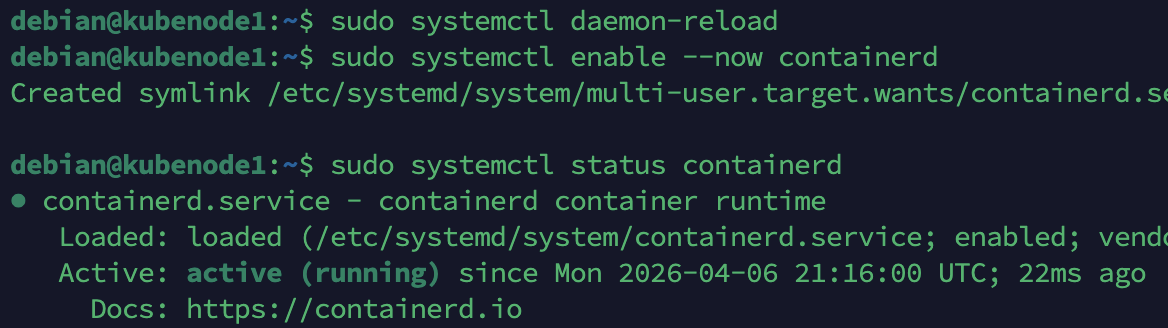 debian@kubenode1:~$ sudo systemctl daemon-reload
debian@kubenode1:~$ sudo systemctl enable --now containerd
Created symlink /etc/systemd/system/multi-user.target.wants/containerd.se
debian@kubenode1:~$ sudo systemctl status containerd
● containerd.service - containerd container runtime
Loaded: loaded (/etc/systemd/system/containerd.service; enabled; vendo
Active: active (running) since Mon 2026-04-06 21:16:00 UTC; 22ms ago
Docs: https://containerd.io